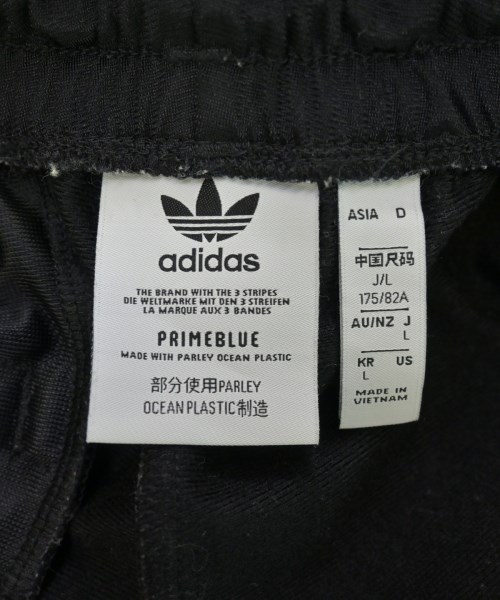 adidas
THE BRAND WITH THE 3 STRIPES
DIE WELTMARKE MIT DEN 3 STREIFEN
LA MARQUE AUX 3 BANDES
PRIMEBLUE
MADE WITH PARLEY OCEAN PLASTIC
部分使用PARLEY
OCEAN PLASTIC制造
ASIA D
中国尺码
J/L
175/82A
AU/NZ J
L
KR US
L
MADE IN
VIETNAM